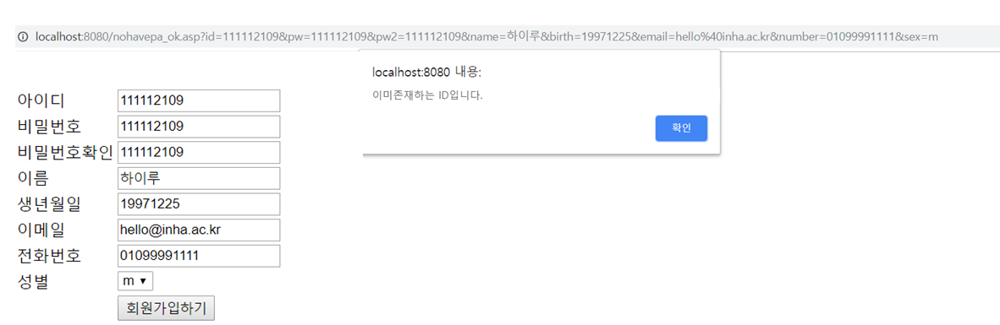 localhost:8080/nohavepa_ok.asp?id=111112109&pw=111112109&pw2=111112109&name=하이루&birth=19971225&email=hello%40inha.ac.kr&number=01099991111&sex=m
localhost:8080 내용:
이미존재하는 ID입니다.
확인
아이디 111112109
비밀번호 111112109
비밀번호확인 111112109
이름 하이루
생년월일 19971225
이메일 hello@inha.ac.kr
전화번호 01099991111
성별 m
회원가입하기